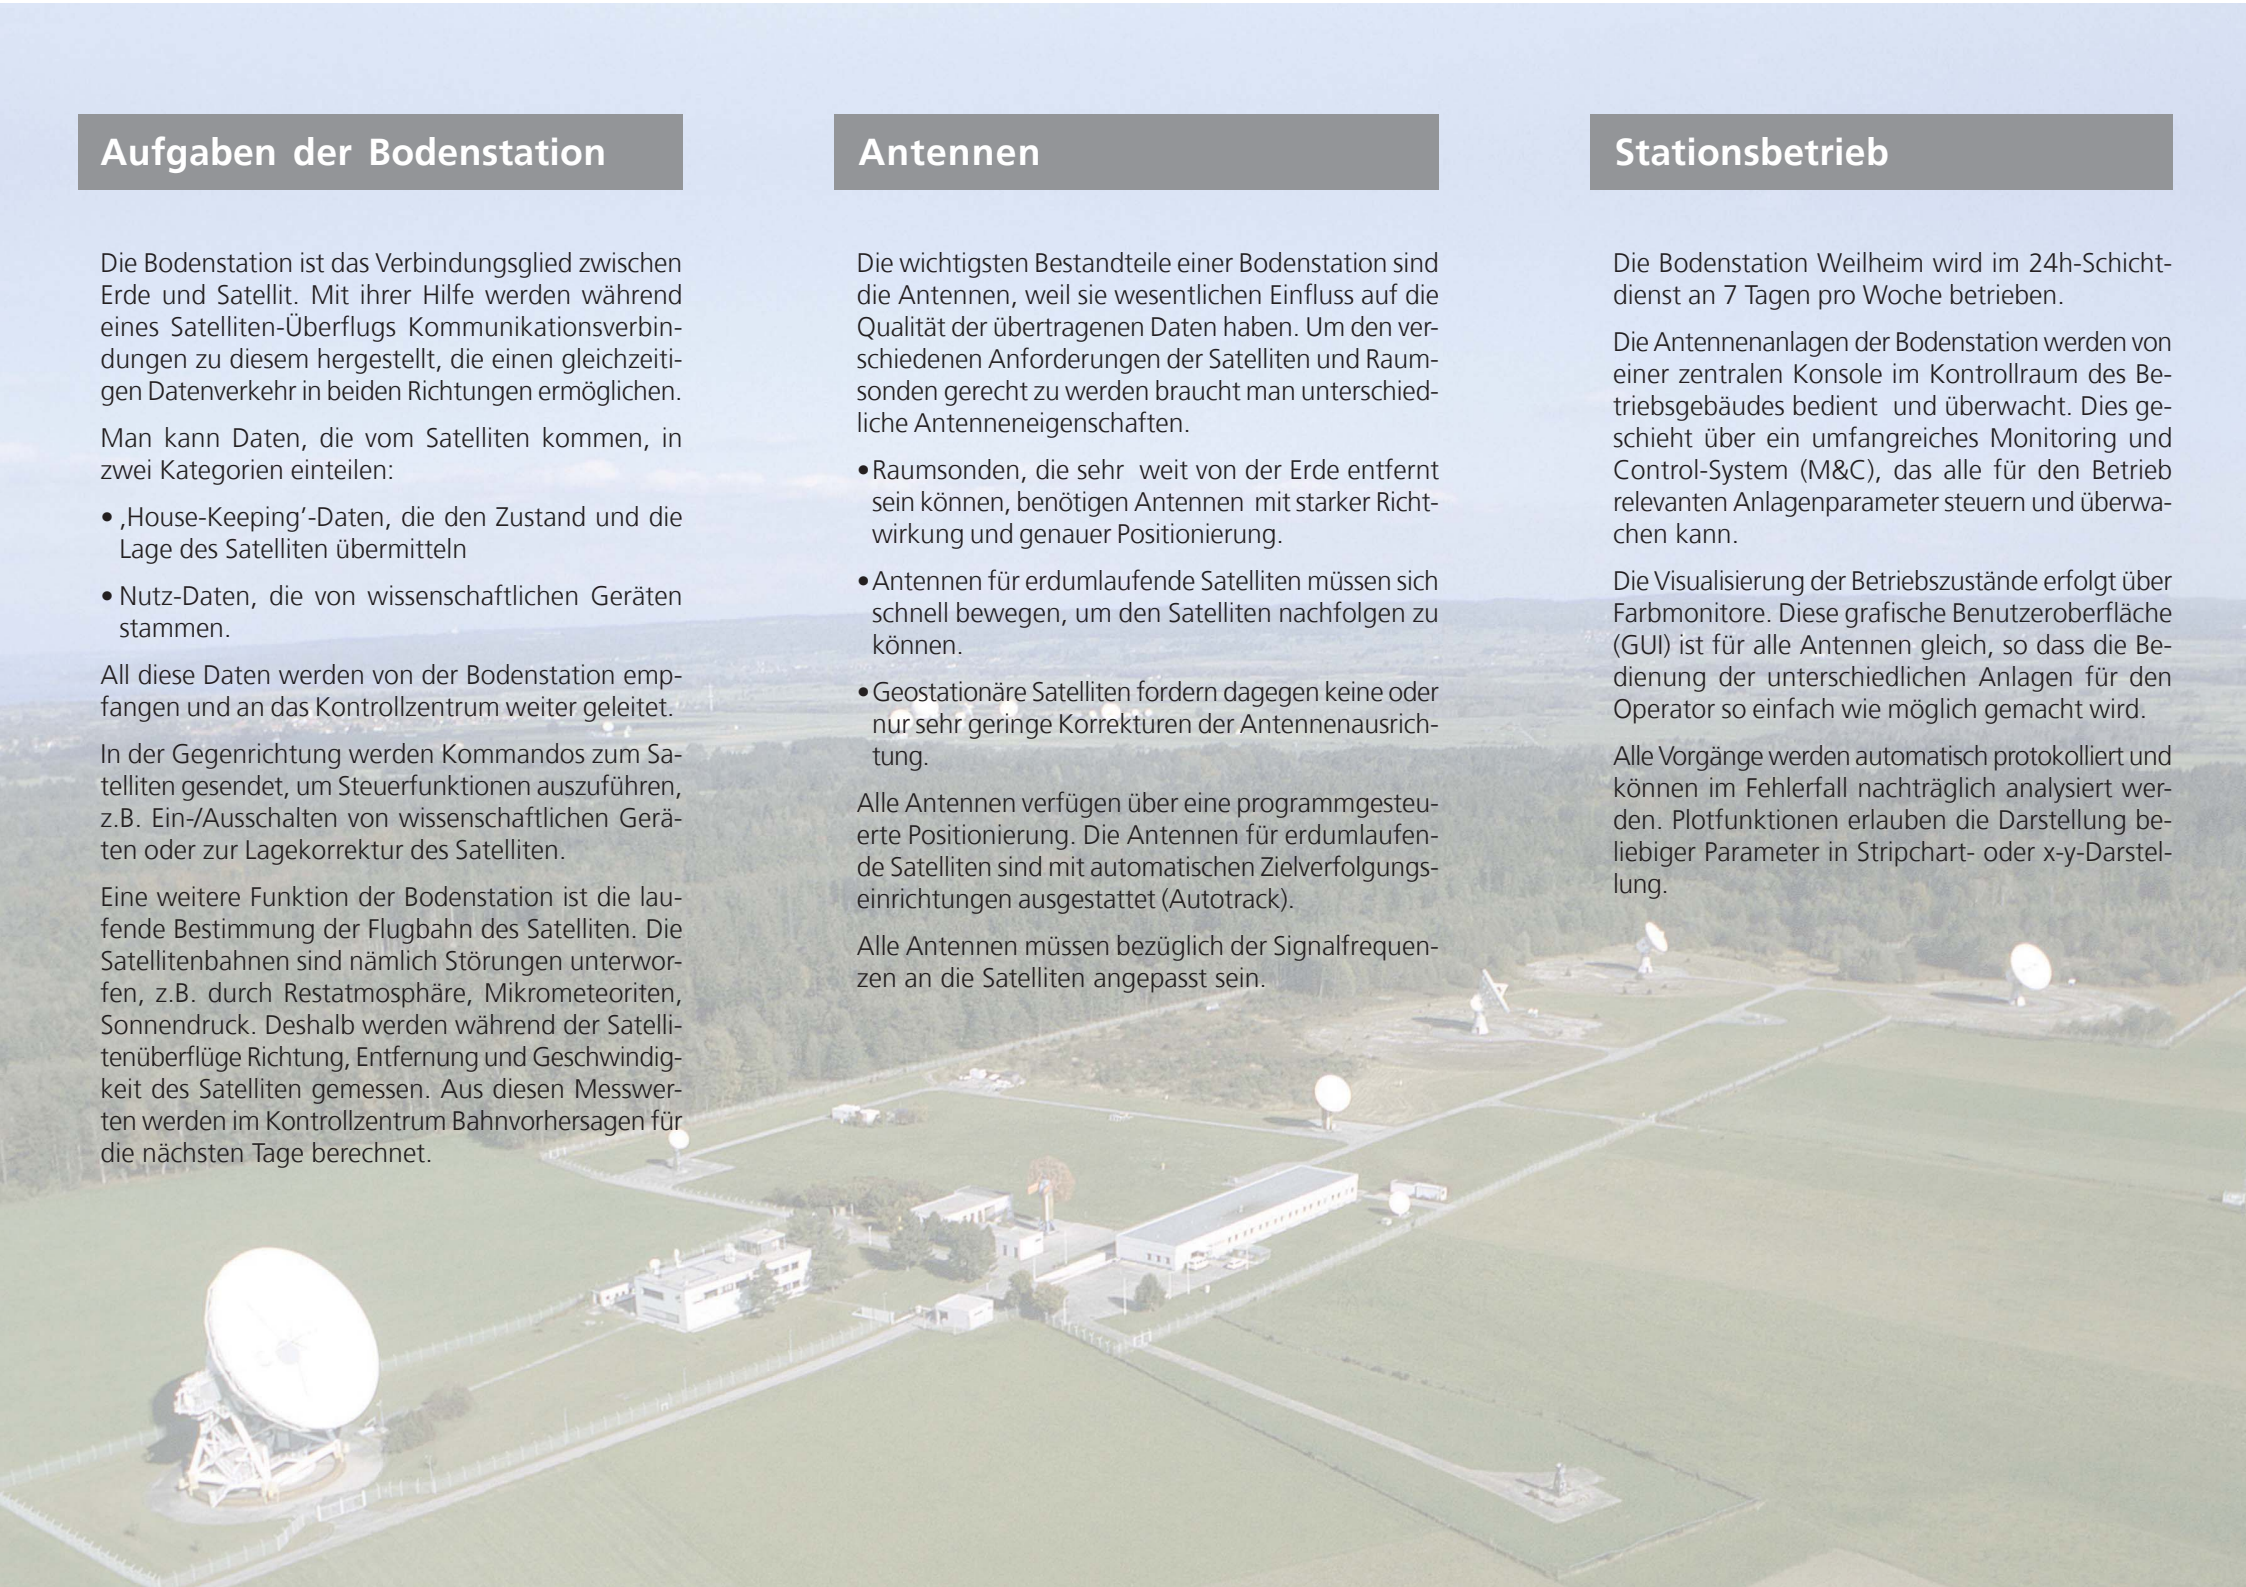 Aufgaben der Bodenstation
Die Bodenstation ist das Verbindungsglied zwischen
Erde und Satellit. Mit ihrer Hilfe werden während
eines Satelliten-Überflugs Kommunikationsverbin-
dungen zu diesem hergestellt, die einen gleichzeiti-
gen Datenverkehr in beiden Richtungen ermöglichen.
Man kann Daten, die vom Satelliten kommen, in
zwei Kategorien einteilen:
• ‚House-Keeping’-Daten, die den Zustand und die
Lage des Satelliten übermitteln
• Nutz-Daten, die von wissenschaftlichen Geräten
stammen.
All diese Daten werden von der Bodenstation emp-
fangen und an das Kontrollzentrum weiter geleitet.
In der Gegenrichtung werden Kommandos zum Sa-
telliten gesendet, um Steuerfunktionen auszuführen,
z.B. Ein-/Ausschalten von wissenschaftlichen Gerä-
ten oder zur Lagekorrektur des Satelliten.
Eine weitere Funktion der Bodenstation ist die lau-
fende Bestimmung der Flugbahn des Satelliten. Die
Satellitenbahnen sind nämlich Störungen unterwor-
fen, z.B. durch Restatmosphäre, Mikrometeoriten,
Sonnendruck. Deshalb werden während der Satelli-
tenüberflüge Richtung, Entfernung und Geschwindig-
keit des Satelliten gemessen. Aus diesen Messwer-
ten werden im Kontrollzentrum Bahnvorhersagen für
die nächsten Tage berechnet.
Antennen
Die wichtigsten Bestandteile einer Bodenstation sind
die Antennen, weil sie wesentlichen Einfluss auf die
Qualität der übertragenen Daten haben. Um den ver-
schiedenen Anforderungen der Satelliten und Raum-
sonden gerecht zu werden braucht man unterschied-
liche Antenneneigenschaften.
• Raumsonden, die sehr weit von der Erde entfernt
sein können, benötigen Antennen mit starker Richt-
wirkung und genauer Positionierung.
• Antennen für erdumlaufende Satelliten müssen sich
schnell bewegen, um den Satelliten nachfolgen zu
können.
• Geostationäre Satelliten fordern dagegen keine oder
nur sehr geringe Korrekturen der Antennenausrich-
tung.
Alle Antennen verfügen über eine programmgesteu-
erte Positionierung. Die Antennen für erdumlaufen-
de Satelliten sind mit automatischen Zielverfolgungs-
einrichtungen ausgestattet (Autotrack).
Alle Antennen müssen bezüglich der Signalfrequen-
zen an die Satelliten angepasst sein.
Stationsbetrieb
Die Bodenstation Weilheim wird im 24h-Schicht-
dienst an 7 Tagen pro Woche betrieben.
Die Antennenanlagen der Bodenstation werden von
einer zentralen Konsole im Kontrollraum des Be-
triebsgebäudes bedient und überwacht. Dies ge-
schieht über ein umfangreiches Monitoring und
Control-System (M&C), das alle für den Betrieb
relevanten Anlagenparameter steuern und überwa-
chen kann.
Die Visualisierung der Betriebszustände erfolgt über
Farbmonitore. Diese grafische Benutzeroberfläche
(GUI) ist für alle Antennen gleich, so dass die Be-
dienung der unterschiedlichen Anlagen für den
Operator so einfach wie möglich gemacht wird.
Alle Vorgänge werden automatisch protokolliert und
können im Fehlerfall nachträglich analysiert wer-
den. Plotfunktionen erlauben die Darstellung be-
liebiger Parameter in Stripchart- oder x-y-Darstel-
lung.